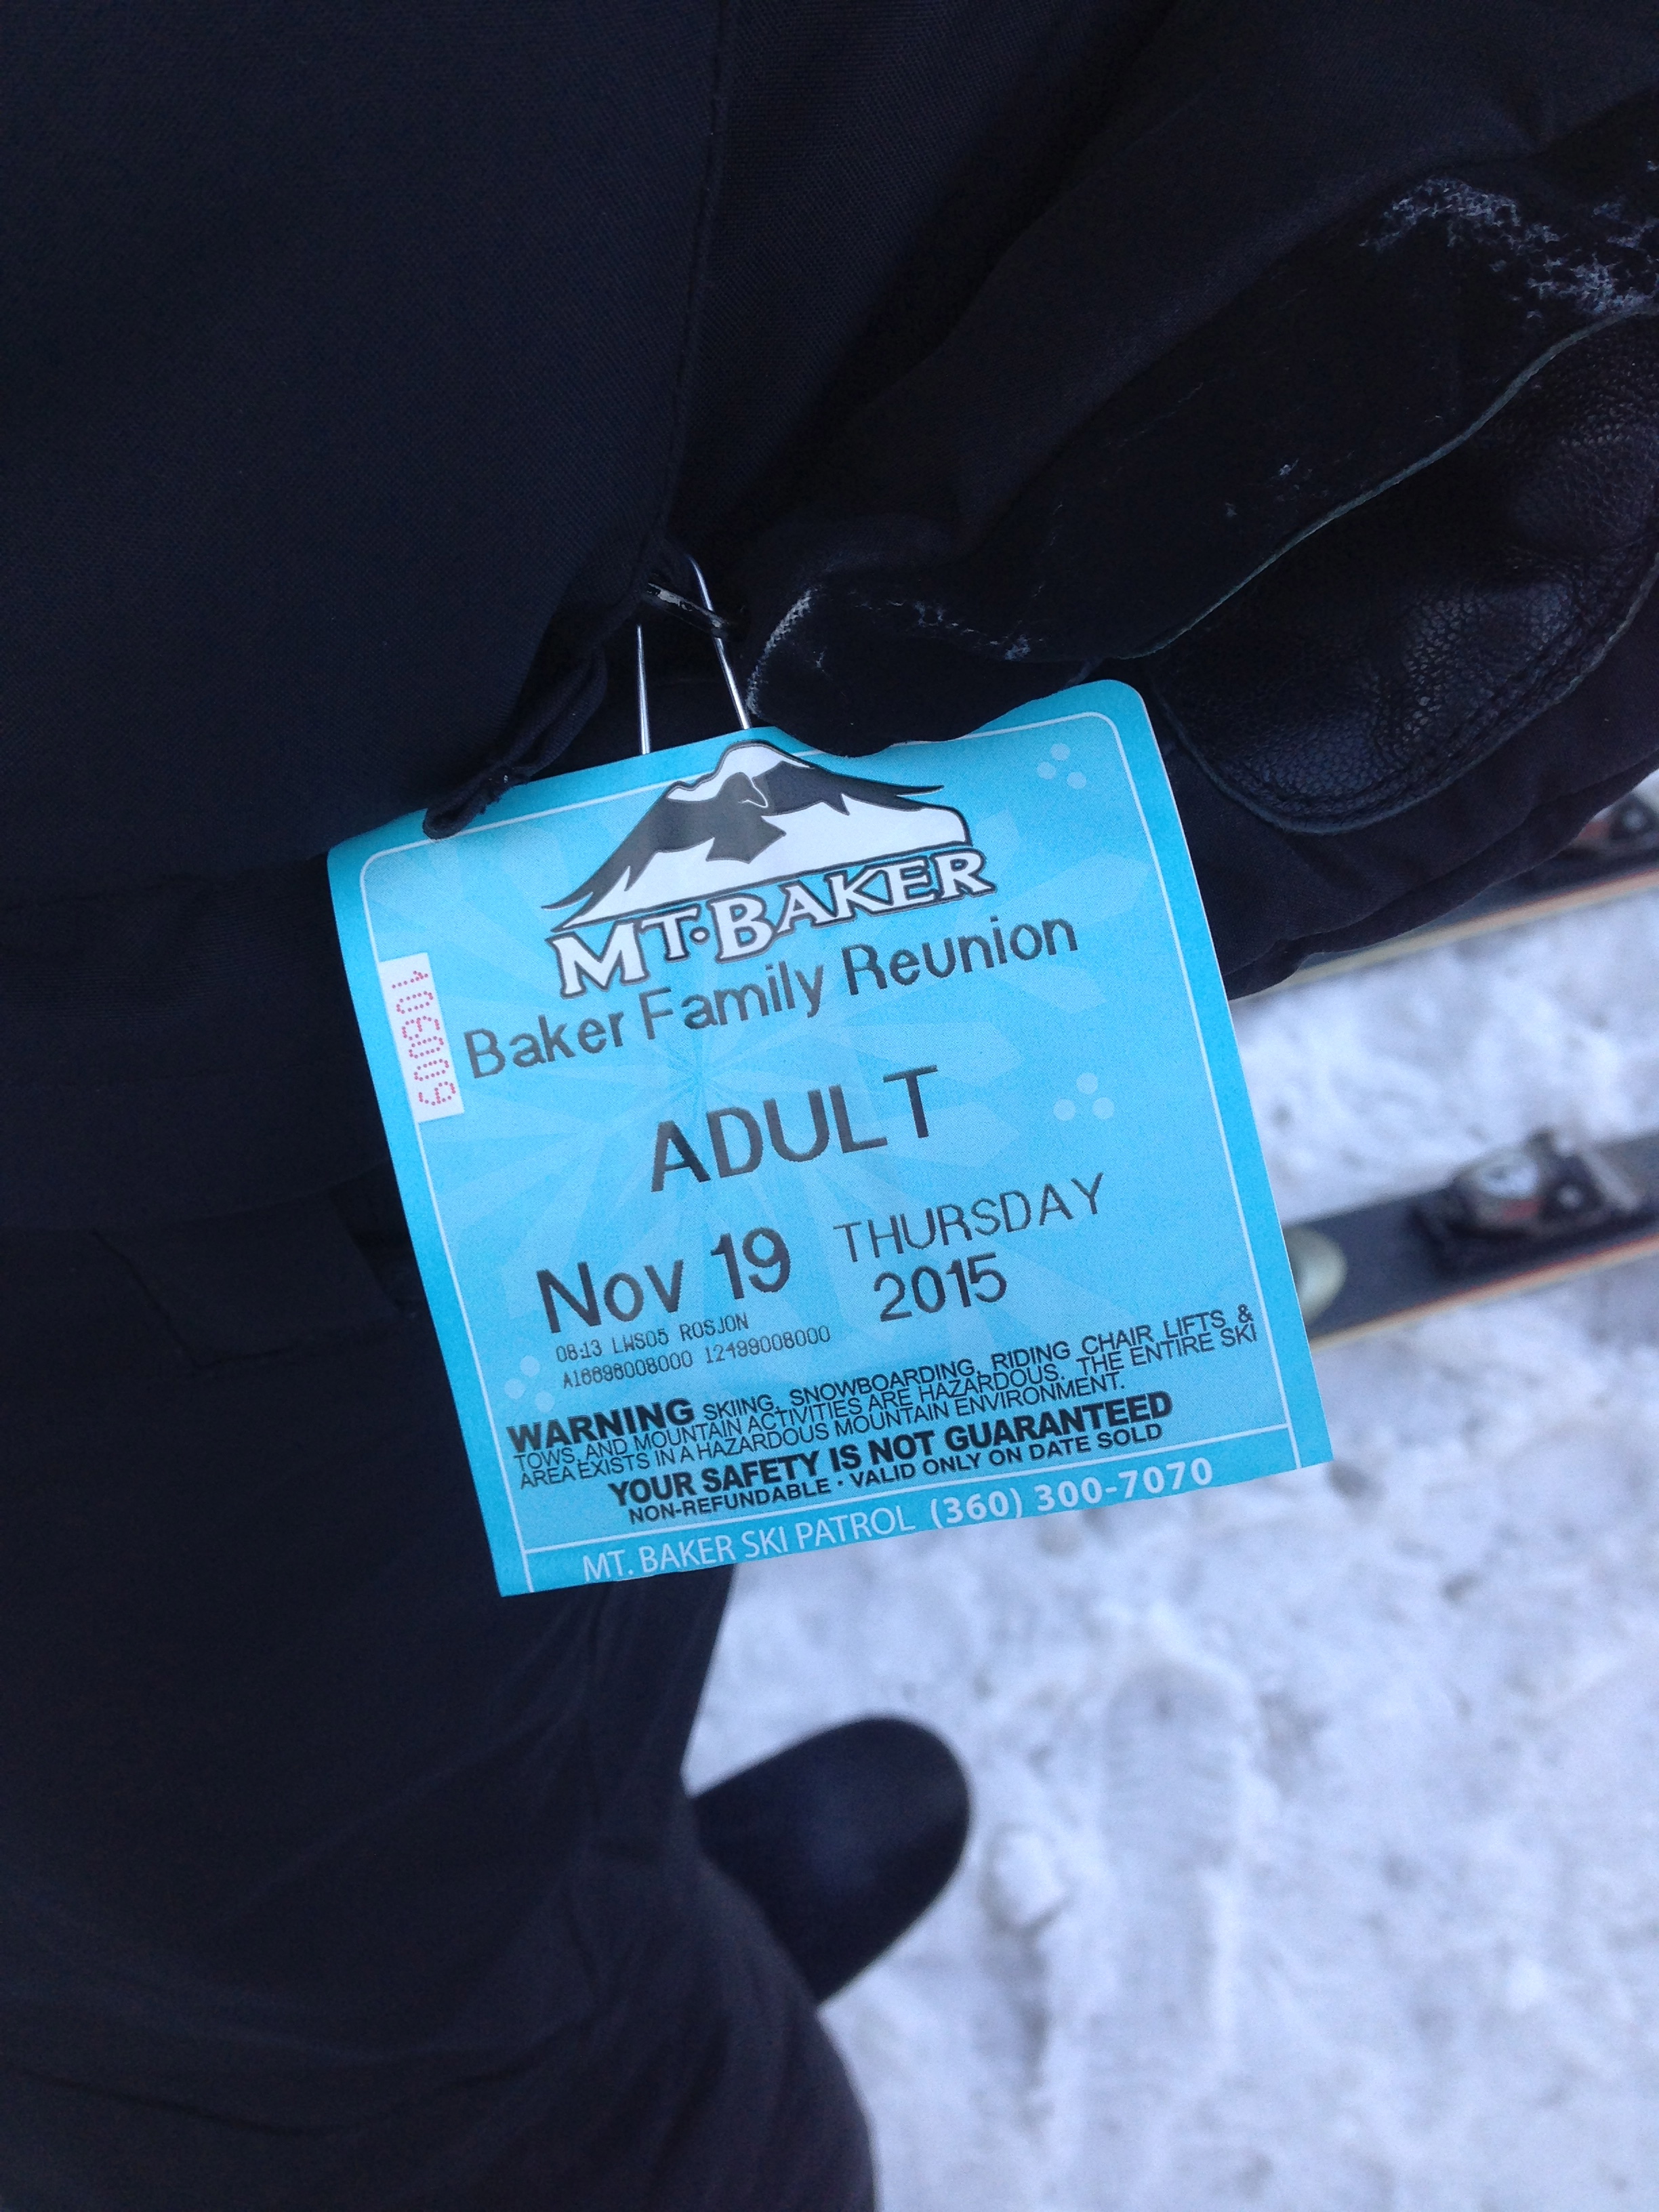 MT. BAKER
Baker Family Reunion
106009
ADULT
Nov 19 THURSDAY
2015
08:13 LWS05 ROSJON
A16698008000 12499008000
WARNING SKIING, SNOWBOARDING, RIDING CHAIR LIFTS &
TOWS, AND MOUNTAIN ACTIVITIES ARE HAZARDOUS. THE ENTIRE SKI
AREA EXISTS IN A HAZARDOUS MOUNTAIN ENVIRONMENT.
YOUR SAFETY IS NOT GUARANTEED
NON-REFUNDABLE · VALID ONLY ON DATE SOLD
MT. BAKER SKI PATROL (360) 300-7070